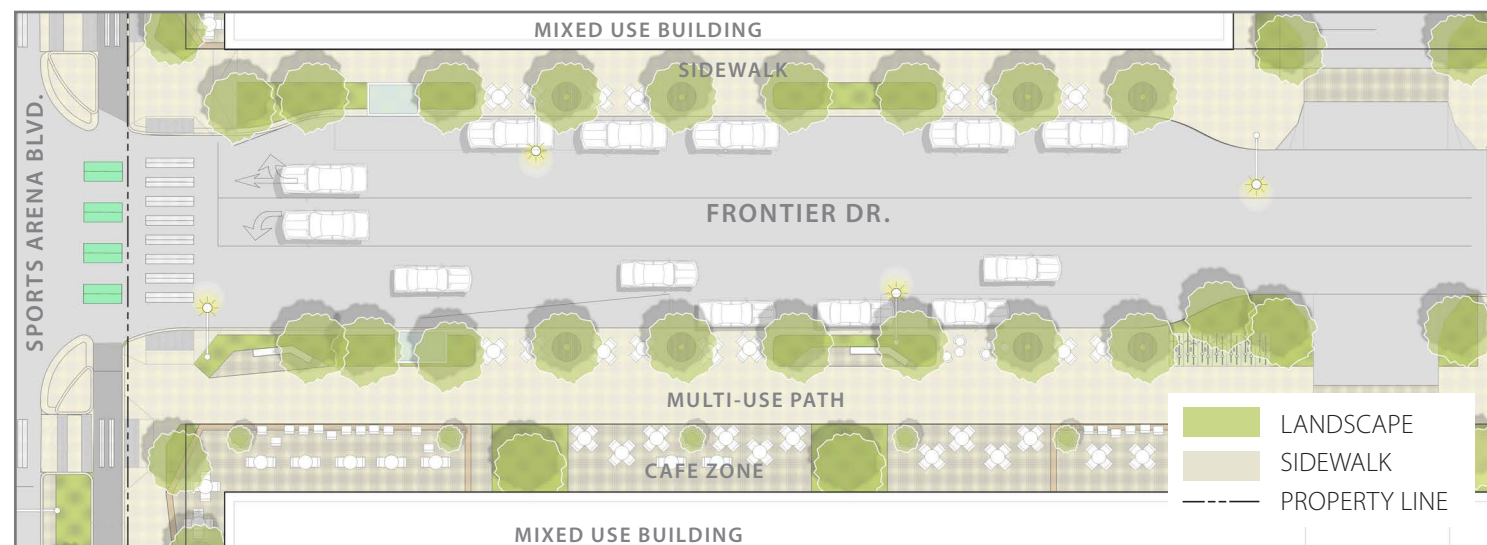 MIXED USE BUILDING
SIDEWALK
SPORTS ARENA BLVD.
FRONTIER DR.
MULTI-USE PATH
CAFE ZONE
MIXED USE BUILDING
LANDSCAPE
SIDEWALK
PROPERTY LINE